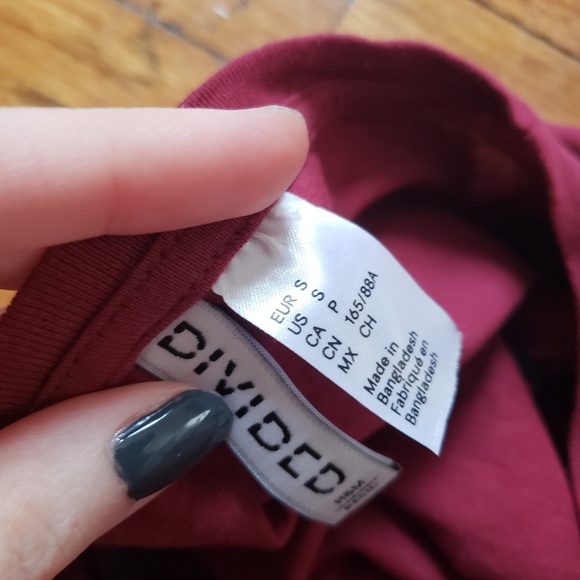 EUR S
US S
CA P
CN 165/88A
MX CH
Made in
Bangladesh
Fabriqué en
Bangladesh
DIVIDED
H&M